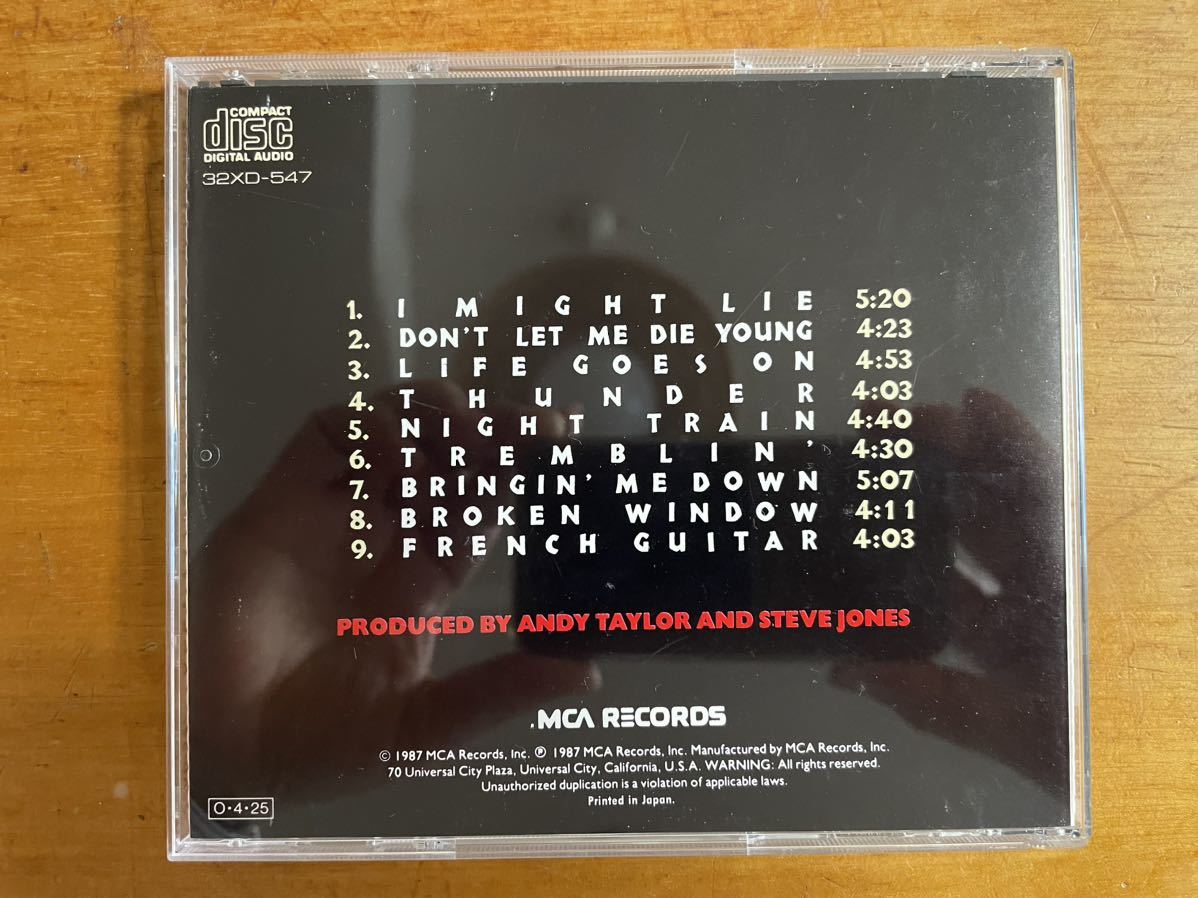 COMPACT
disc
DIGITAL AUDIO
32XD-547
1. I MIGHT LIE 5:20
2. DON'T LET ME DIE YOUNG 4:23
3. LIFE GOES ON 4:53
4. THUNDER 4:03
5. NIGHT TRAIN 4:40
6. TREMBLIN' 4:30
7. BRINGIN' ME DOWN 5:07
8. BROKEN WINDOW 4:11
9. FRENCH GUITAR 4:03
PRODUCED BY ANDY TAYLOR AND STEVE JONES
.MCA RECORDS
© 1987 MCA Records, Inc. ℗ 1987 MCA Records, Inc. Manufactured by MCA Records, Inc.
70 Universal City Plaza, Universal City, California, U.S.A. WARNING: All rights reserved.
Unauthorized duplication is a violation of applicable laws.
Printed in Japan.
O·4·25